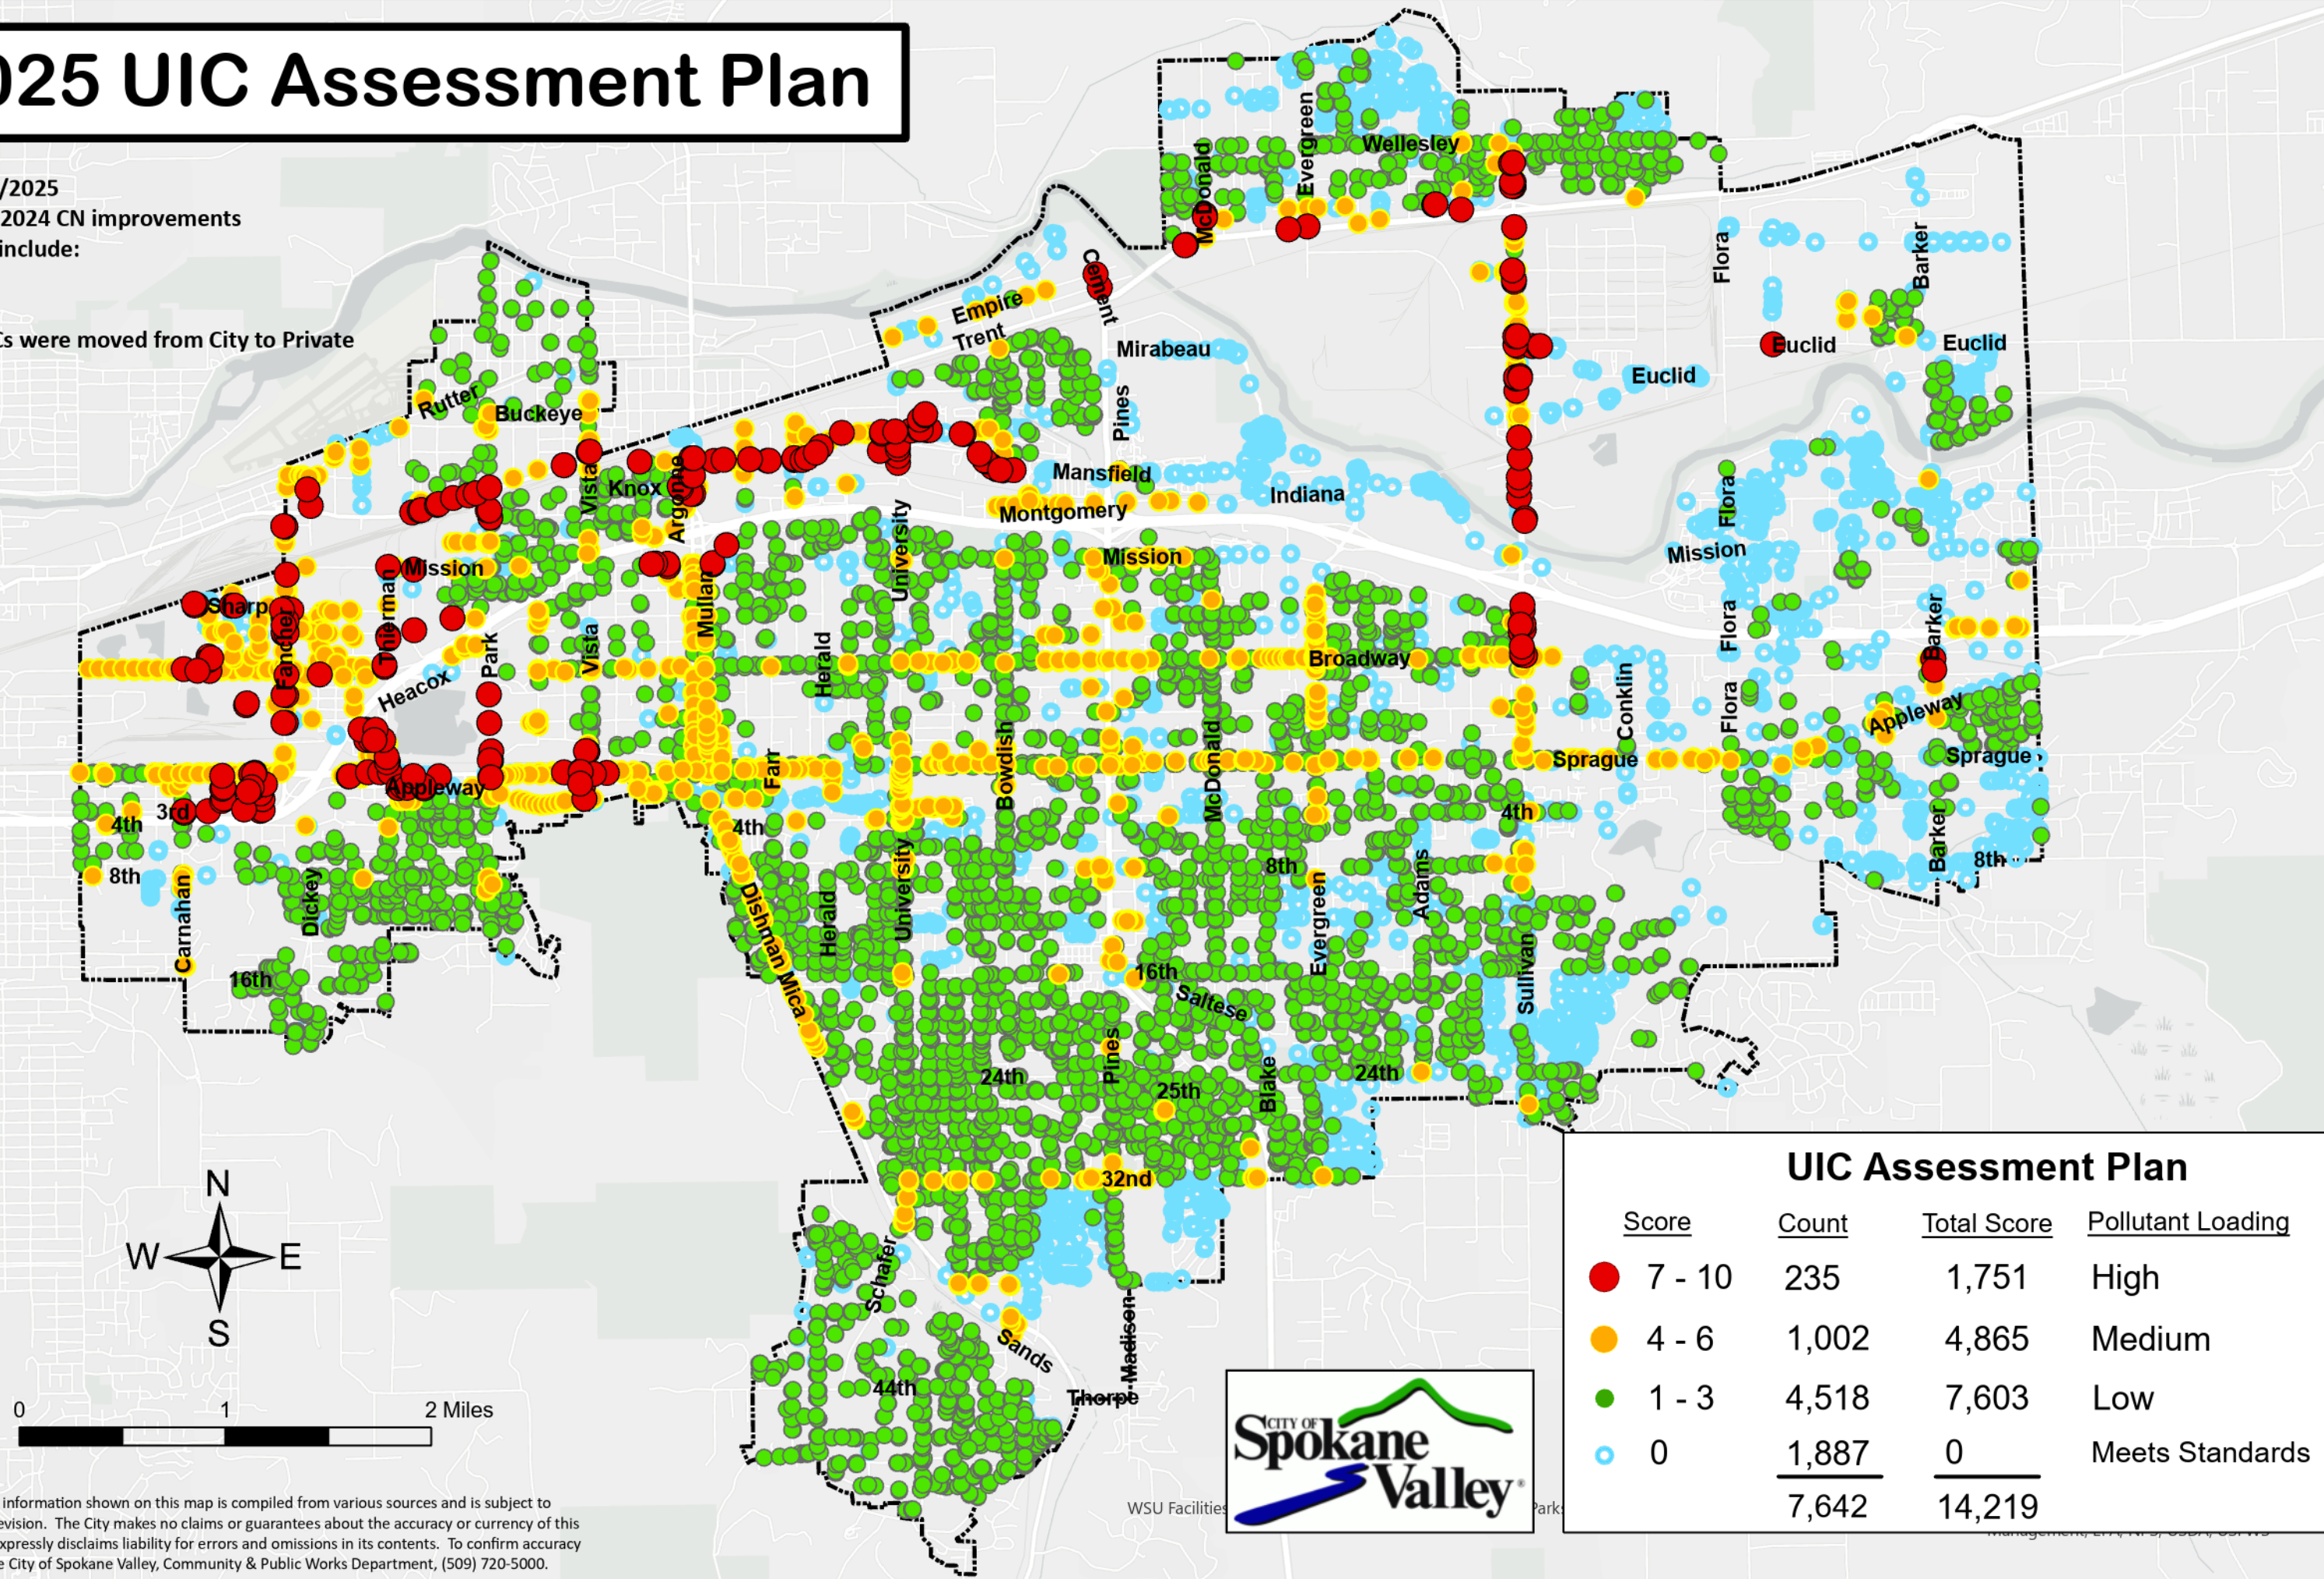 025 UIC Assessment Plan
/2025
2024 CN improvements
include:
Cs were moved from City to Private
Evergreen
Wellesley
McDonald
Flora
Barker
Cement
Empire
Trent
Mirabeau
Euclid
Euclid
Euclid
Rutter
Buckeye
Pines
Vista
Knox
Argonne
Mansfield
Indiana
Montgomery
University
Flora
Mission
Mission
Mission
Thierman
Sharp
Fancher
Mullan
Park
Vista
Herald
Broadway
Flora
Barker
Heacox
Conklin
Flora
Appleway
Bowdish
McDonald
Farr
Sprague
Sprague
Appleway
3rd
4th
4th
4th
8th
8th
8th
Barker
Carnahan
Dickey
Dishman Mica
Herald
University
Evergreen
Adams
Sullivan
16th
16th
Saltese
Pines
24th
25th
Blake
24th
32nd
Schafer
Sands
Madison
44th
Thorpe
N
W
E
S
0 1 2 Miles
information shown on this map is compiled from various sources and is subject to
evision. The City makes no claims or guarantees about the accuracy or currency of this
xpressly disclaims liability for errors and omissions in its contents. To confirm accuracy
e City of Spokane Valley, Community & Public Works Department, (509) 720-5000.
WSU Facilities
Parks
Management, EPA, NPS, USDA, USFWS
CITY OF
Spokane
Valley®
UIC Assessment Plan
Score Count Total Score Pollutant Loading
7 - 10 235 1,751 High
4 - 6 1,002 4,865 Medium
1 - 3 4,518 7,603 Low
0 1,887 0 Meets Standards
7,642 14,219